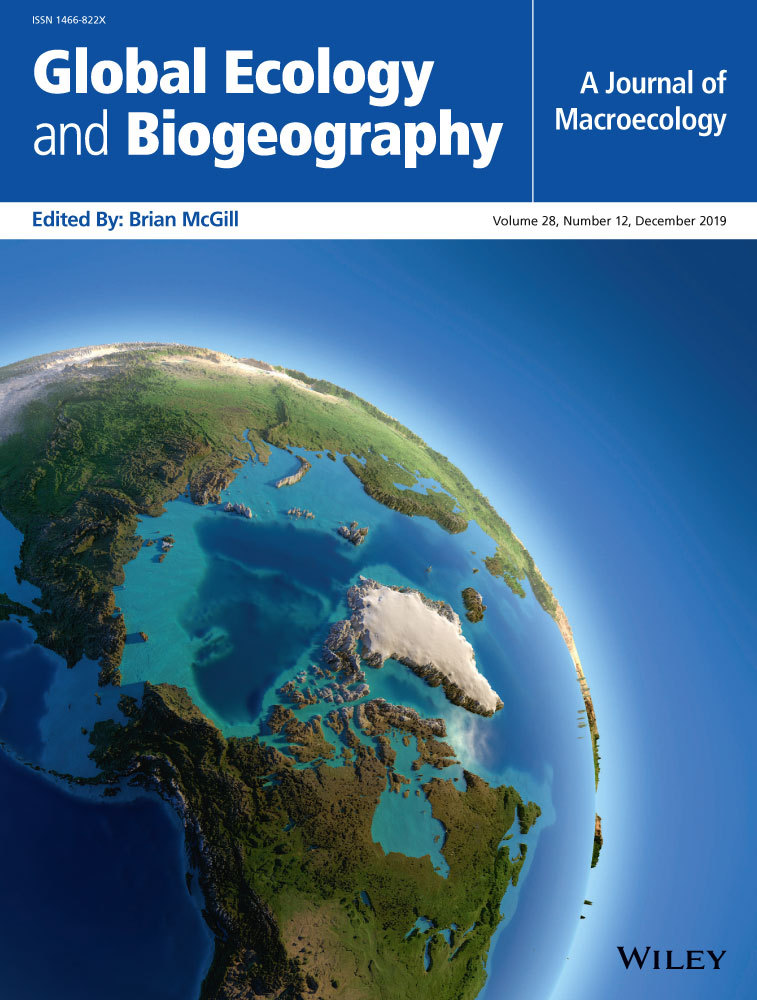 ISSN 1466-822X
Global Ecology
and Biogeography
A Journal of
Macroecology
Edited By: Brian McGill
Volume 28, Number 12, December 2019
WILEY